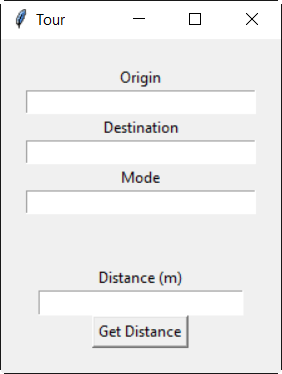 Tour
Origin
Destination
Mode
Distance (m)
Get Distance